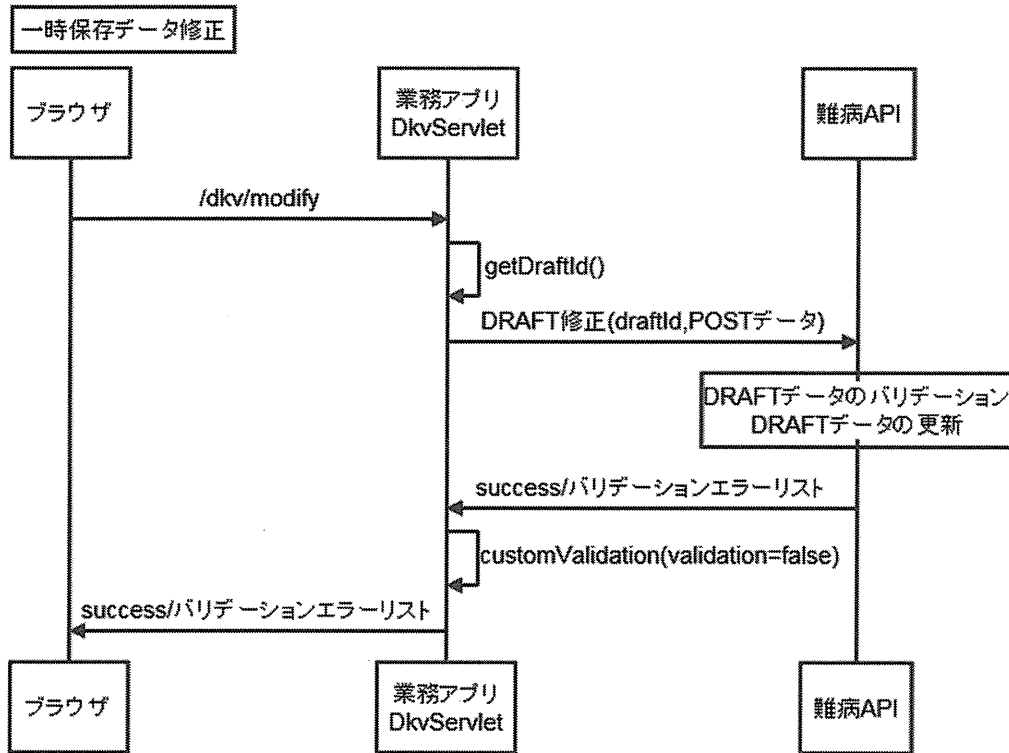 一時保存データ修正
ブラウザ
業務アプリ
DkvServlet
難病API
/dkv/modify
getDraftId()
DRAFT修正(draftId,POSTデータ)
DRAFTデータのバリデーション
DRAFTデータの更新
success/バリデーションエラーリスト
customValidation(validation=false)
success/バリデーションエラーリスト
ブラウザ
業務アプリ
DkvServlet
難病API